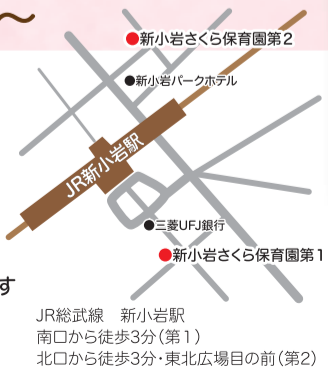 ●新小岩さくら保育園第2
●新小岩パークホテル
JR新小岩駅
●三菱UFJ銀行
●新小岩さくら保育園第1
す
JR総武線　新小岩駅
南口から徒歩3分(第1)
北口から徒歩3分・東北広場目の前(第2)